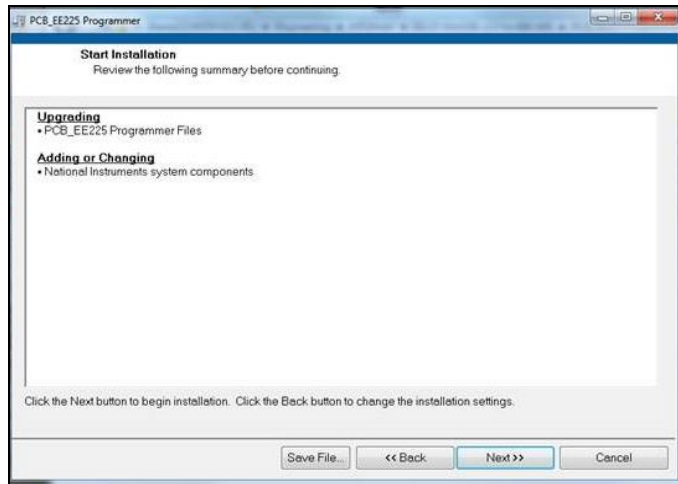 PCB_EE225 Programmer
Start Installation
Review the following summary before continuing.
Upgrading
• PCB_EE225 Programmer Files
Adding or Changing
• National Instruments system components
Click the Next button to begin installation. Click the Back button to change the installation settings.
Save File... << Back Next >> Cancel